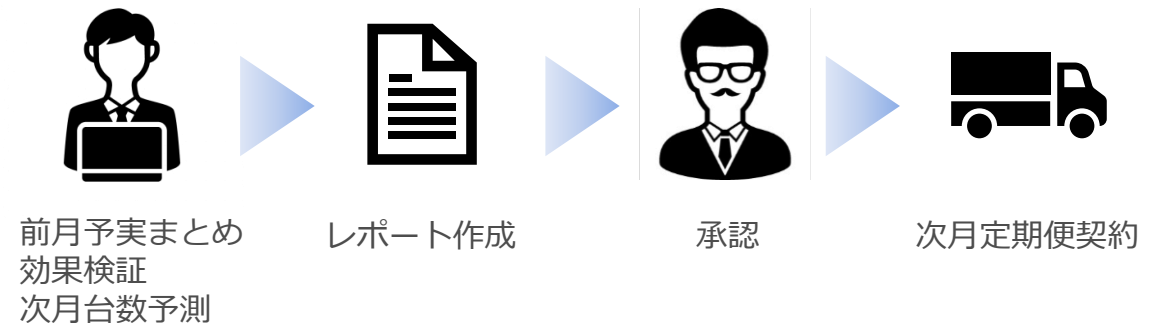 前月予実まとめ
効果検証
次月台数予測
レポート作成
承認
次月定期便契約